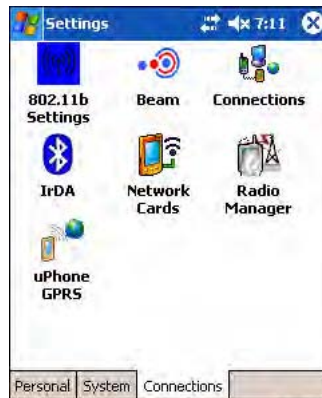 Settings 7:11
802.11b Settings
Beam
Connections
IrDA
Network Cards
Radio Manager
uPhone GPRS
Personal System Connections